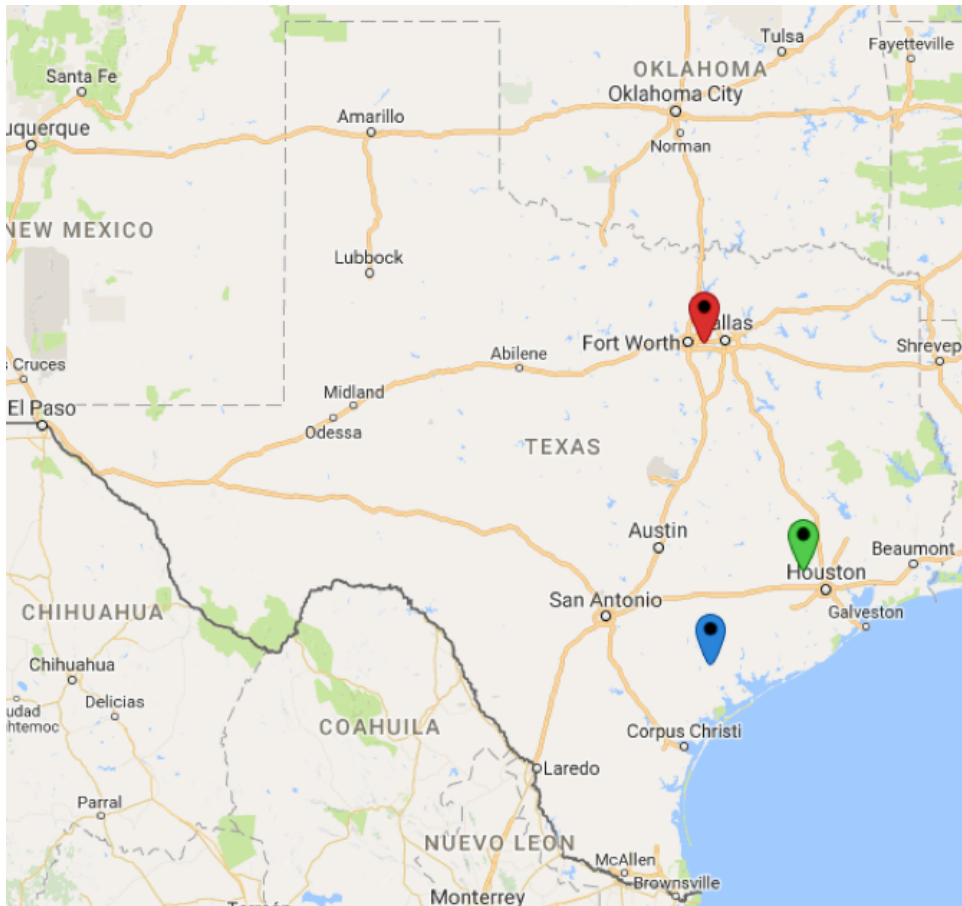 Tulsa
Fayetteville
Santa Fe
OKLAHOMA
Oklahoma City
Amarillo
uquerque
Norman
NEW MEXICO
Lubbock
allas
Fort Worth
Shrevep
Abilene
s Cruces
Midland
El Paso
Odessa
TEXAS
Austin
Beaumont
Houston
San Antonio
CHIHUAHUA
Galveston
Chihuahua
Delicias
udad
htemoc
COAHUILA
Corpus Christi
Laredo
Parral
NUEVO LEON
McAllen
Brownsville
Monterrey